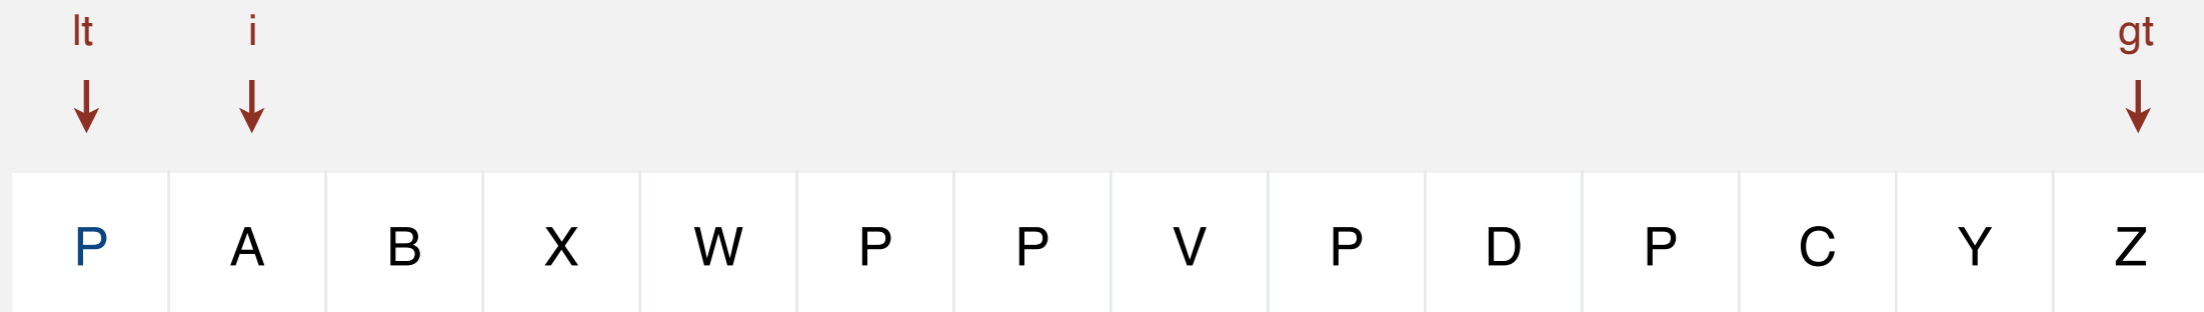 lt i gt
P A B X W P P V P D P C Y Z